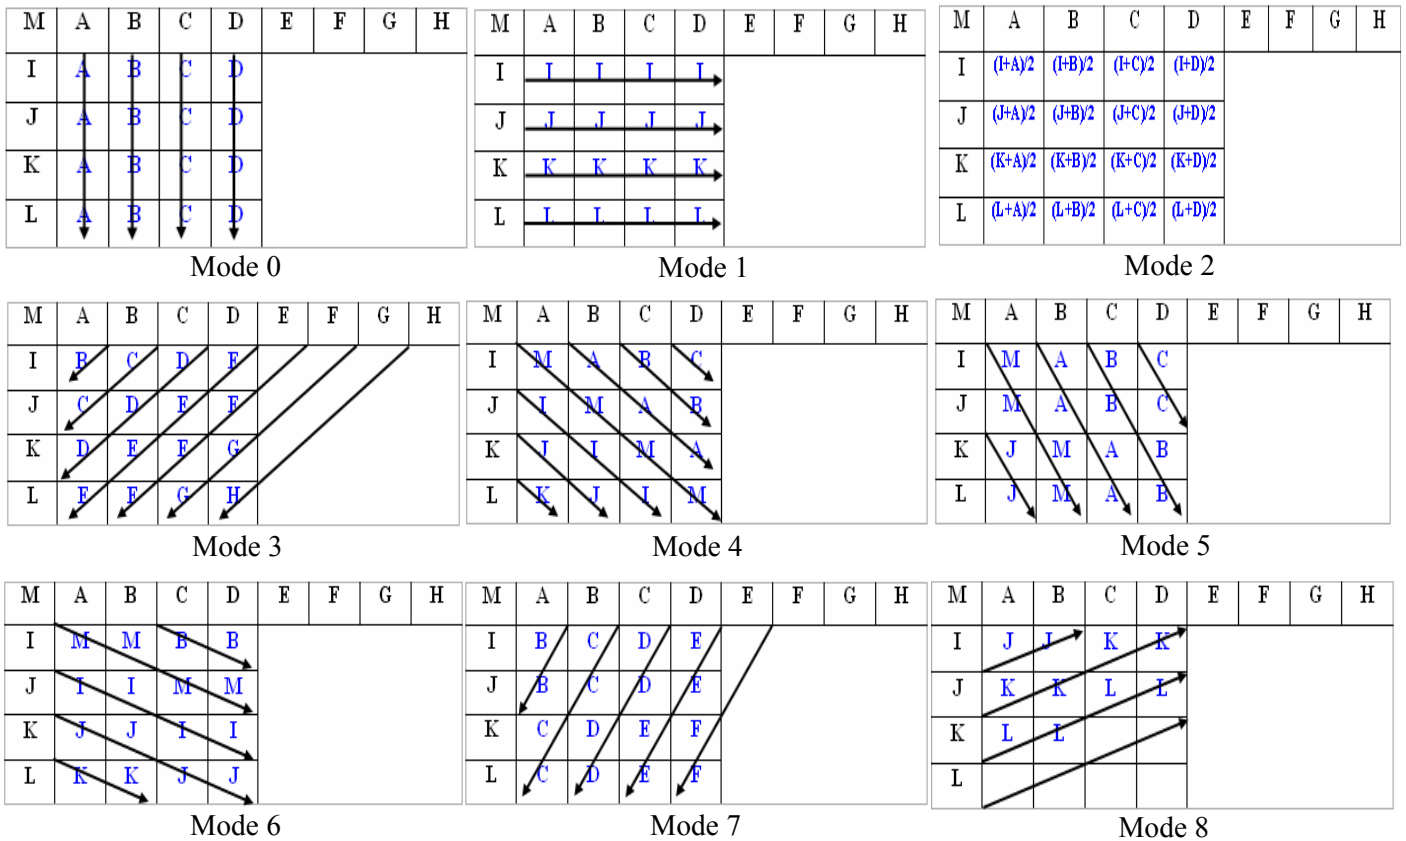 M A B C D E F G H
I A B C D
J A B C D
K A B C D
L A B C D
Mode 0
M A B C D E F G H
I I I I I
J J J J J
K K K K K
L L L L L
Mode 1
M A B C D E F G H
I (I+A)/2 (I+B)/2 (I+C)/2 (I+D)/2
J (J+A)/2 (J+B)/2 (J+C)/2 (J+D)/2
K (K+A)/2 (K+B)/2 (K+C)/2 (K+D)/2
L (L+A)/2 (L+B)/2 (L+C)/2 (L+D)/2
Mode 2
M A B C D E F G H
I B C D E
J C D E F
K D E F G
L E F G H
Mode 3
M A B C D E F G H
I M A B C
J I M A B
K J I M A
L K J I M
Mode 4
M A B C D E F G H
I M A B C
J M A B C
K J M A B
L J M A B
Mode 5
M A B C D E F G H
I M M B B
J I I M M
K J J I I
L K K J J
Mode 6
M A B C D E F G H
I B C D E
J B C D E
K C D E F
L C D E F
Mode 7
M A B C D E F G H
I J J K K
J K K L L
K L L
L
Mode 8